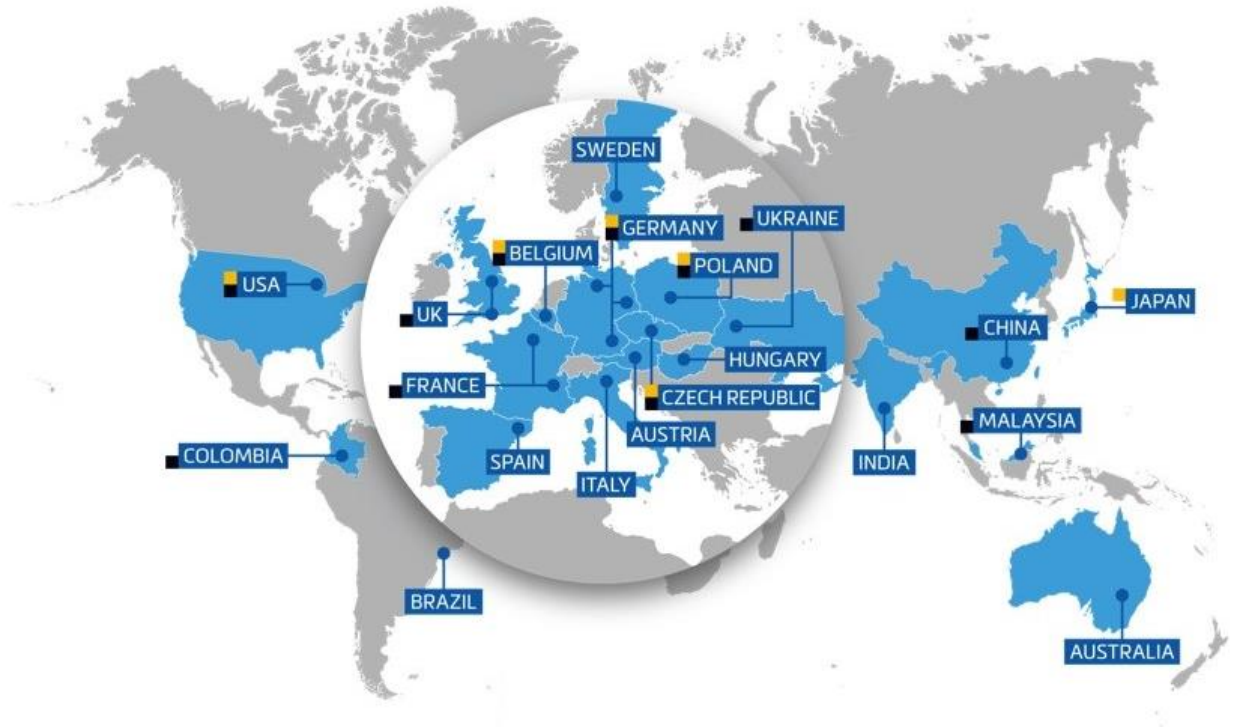 SWEDEN
UKRAINE
GERMANY
BELGIUM
POLAND
USA
JAPAN
UK
CHINA
HUNGARY
FRANCE
CZECH REPUBLIC
MALAYSIA
AUSTRIA
COLOMBIA
SPAIN
INDIA
ITALY
BRAZIL
AUSTRALIA